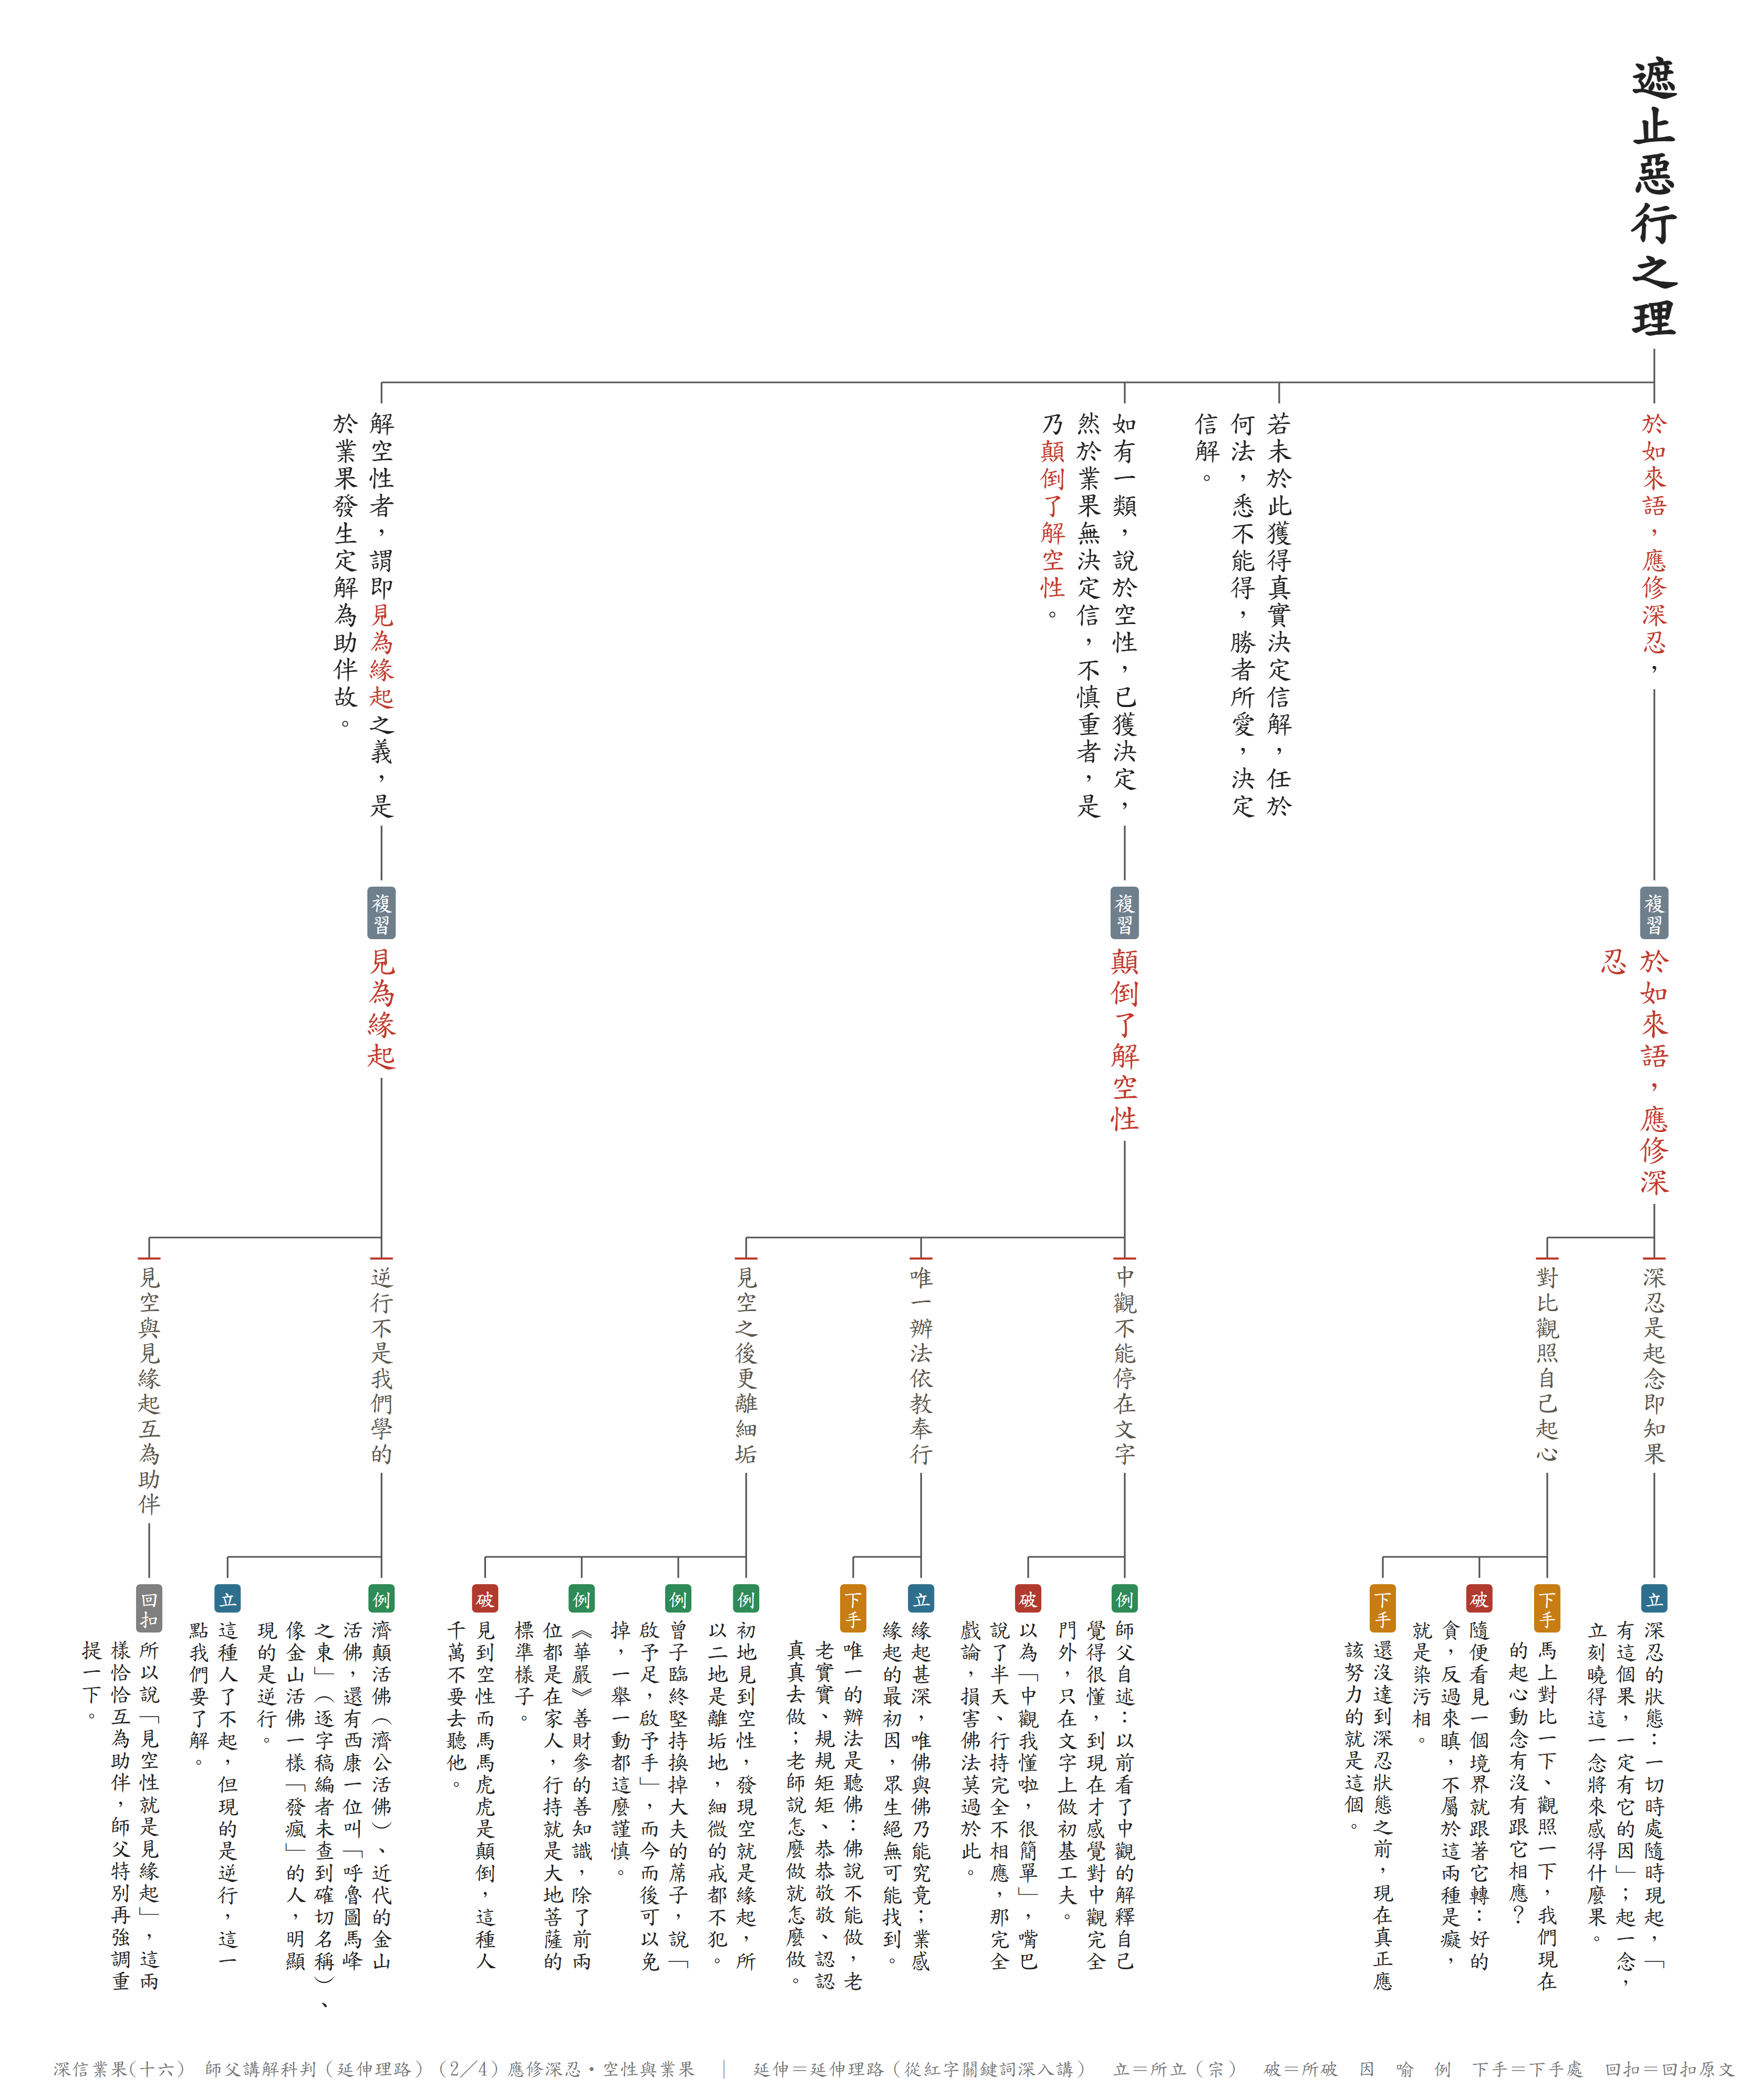 遮止惡行之理
於如來語，應修深忍，
若未於此獲得真實決定信解，任於
何法，悉不能得，勝者所愛，決定
信解。
如有一類，說於空性，已獲決定，
然於業果無決定信，不慎重者，是
乃顛倒了解空性。
解空性者，謂即見為緣起之義，是
於業果發生定解為助伴故。
複習
於如來語，應修深
忍
複習
顛倒了解空性
複習
見為緣起
深忍是起念即知果
對比觀照自己起心
中觀不能停在文字
唯一辦法依教奉行
見空之後更離細垢
逆行不是我們學的
見空與見緣起互為助伴
立
深忍的狀態：一切時處隨時現起，「
有這個果，一定有它的因」；起一念，
立刻曉得這一念將來感得什麼果。
下手
馬上對比一下、觀照一下，我們現在
的起心動念有沒有跟它相應？
破
隨便看見一個境界就跟著它轉：好的
貪，反過來瞋，不屬於這兩種是癡，
就是染污相。
下手
還沒達到深忍狀態之前，現在真正應
該努力的就是這個。
例
師父自述：以前看了中觀的解釋自己
覺得很懂，到現在才感覺對中觀完全
門外，只在文字上做初基工夫。
破
以為「中觀我懂啦，很簡單」，嘴巴
說了半天、行持完全不相應，那完全
戲論，損害佛法莫過於此。
立
緣起甚深，唯佛與佛乃能究竟；業感
緣起的最初因，眾生絕無可能找到。
下手
唯一的辦法是聽佛：佛說不能做，老
老實實、規規矩矩、恭恭敬敬、認認
真真去做；老師說怎麼做就怎麼做。
例
初地見到空性，發現空就是緣起，所
以二地是離垢地，細微的戒都不犯。
例
曾子臨終堅持換掉大夫的蓆子，說「
啟予足，啟予手」，而今而後可以免
掉，一舉一動都這麼謹慎。
例
《華嚴》善財參的善知識，除了前兩
位都是在家人，行持就是大地菩薩的
標準樣子。
破
見到空性而馬馬虎虎是顛倒，這種人
千萬不要去聽他。
例
濟顛活佛（濟公活佛）、近代的金山
活佛，還有西康一位叫「呼魯圖馬峰
之東」（逐字稿編者未查到確切名稱）、
像金山活佛一樣「發瘋」的人，明顯
現的是逆行。
立
這種人了不起，但現的是逆行，這一
點我們要了解。
回扣
所以說「見空性就是見緣起」，這兩
樣恰恰互為助伴，師父特別再強調重
提一下。
深信業果（十六） 師父講解科判（延伸理路）（2／4）應修深忍・空性與業果 ｜ 延伸＝延伸理路（從紅字關鍵詞深入講） 立＝所立（宗） 破＝所破 因 喻 例 下手＝下手處 回扣＝回扣原文